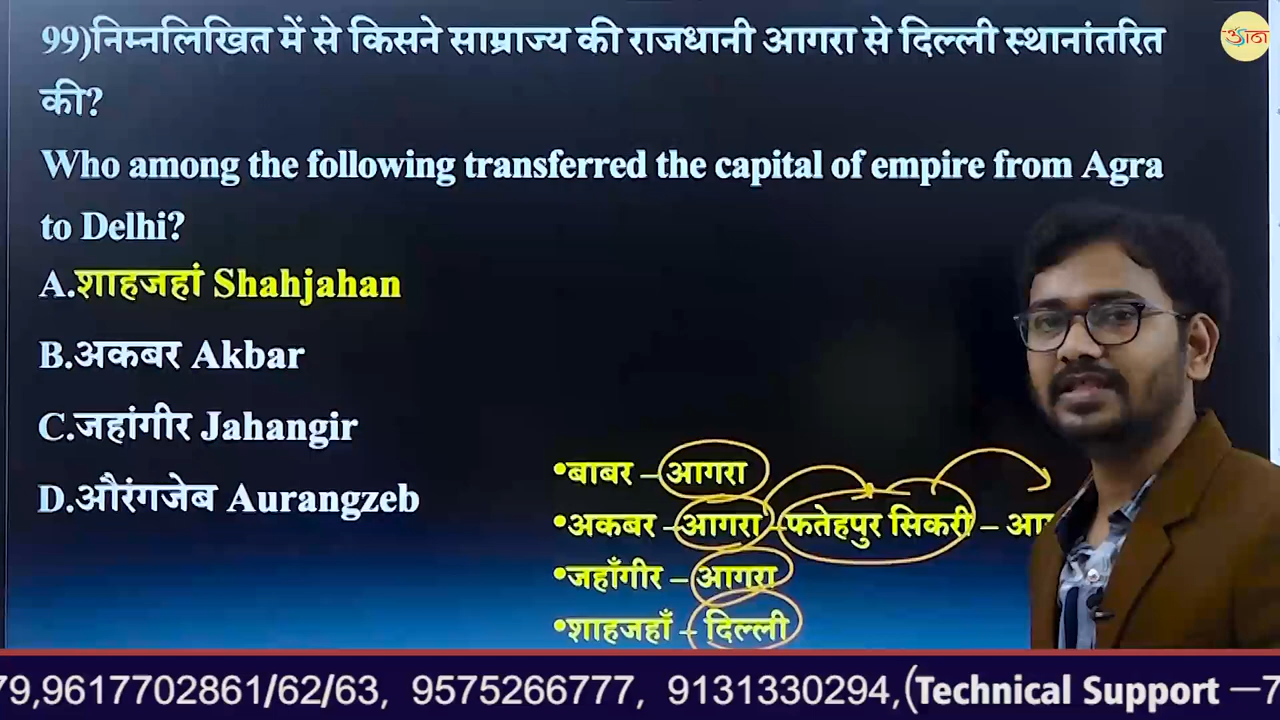 ज्ञान
99)निम्नलिखित में से किसने साम्राज्य की राजधानी आगरा से दिल्ली स्थानांतरित
की?
Who among the following transferred the capital of empire from Agra
to Delhi?
A.शाहजहां Shahjahan
B.अकबर Akbar
C.जहांगीर Jahangir
D.औरंगजेब Aurangzeb
•बाबर – आगरा
•अकबर –आगरा –फतेहपुर सिकरी –
•जहाँगीर – आगरा
•शाहजहाँ – दिल्ली
79,9617702861/62/63, 9575266777, 9131330294,(Technical Support –7